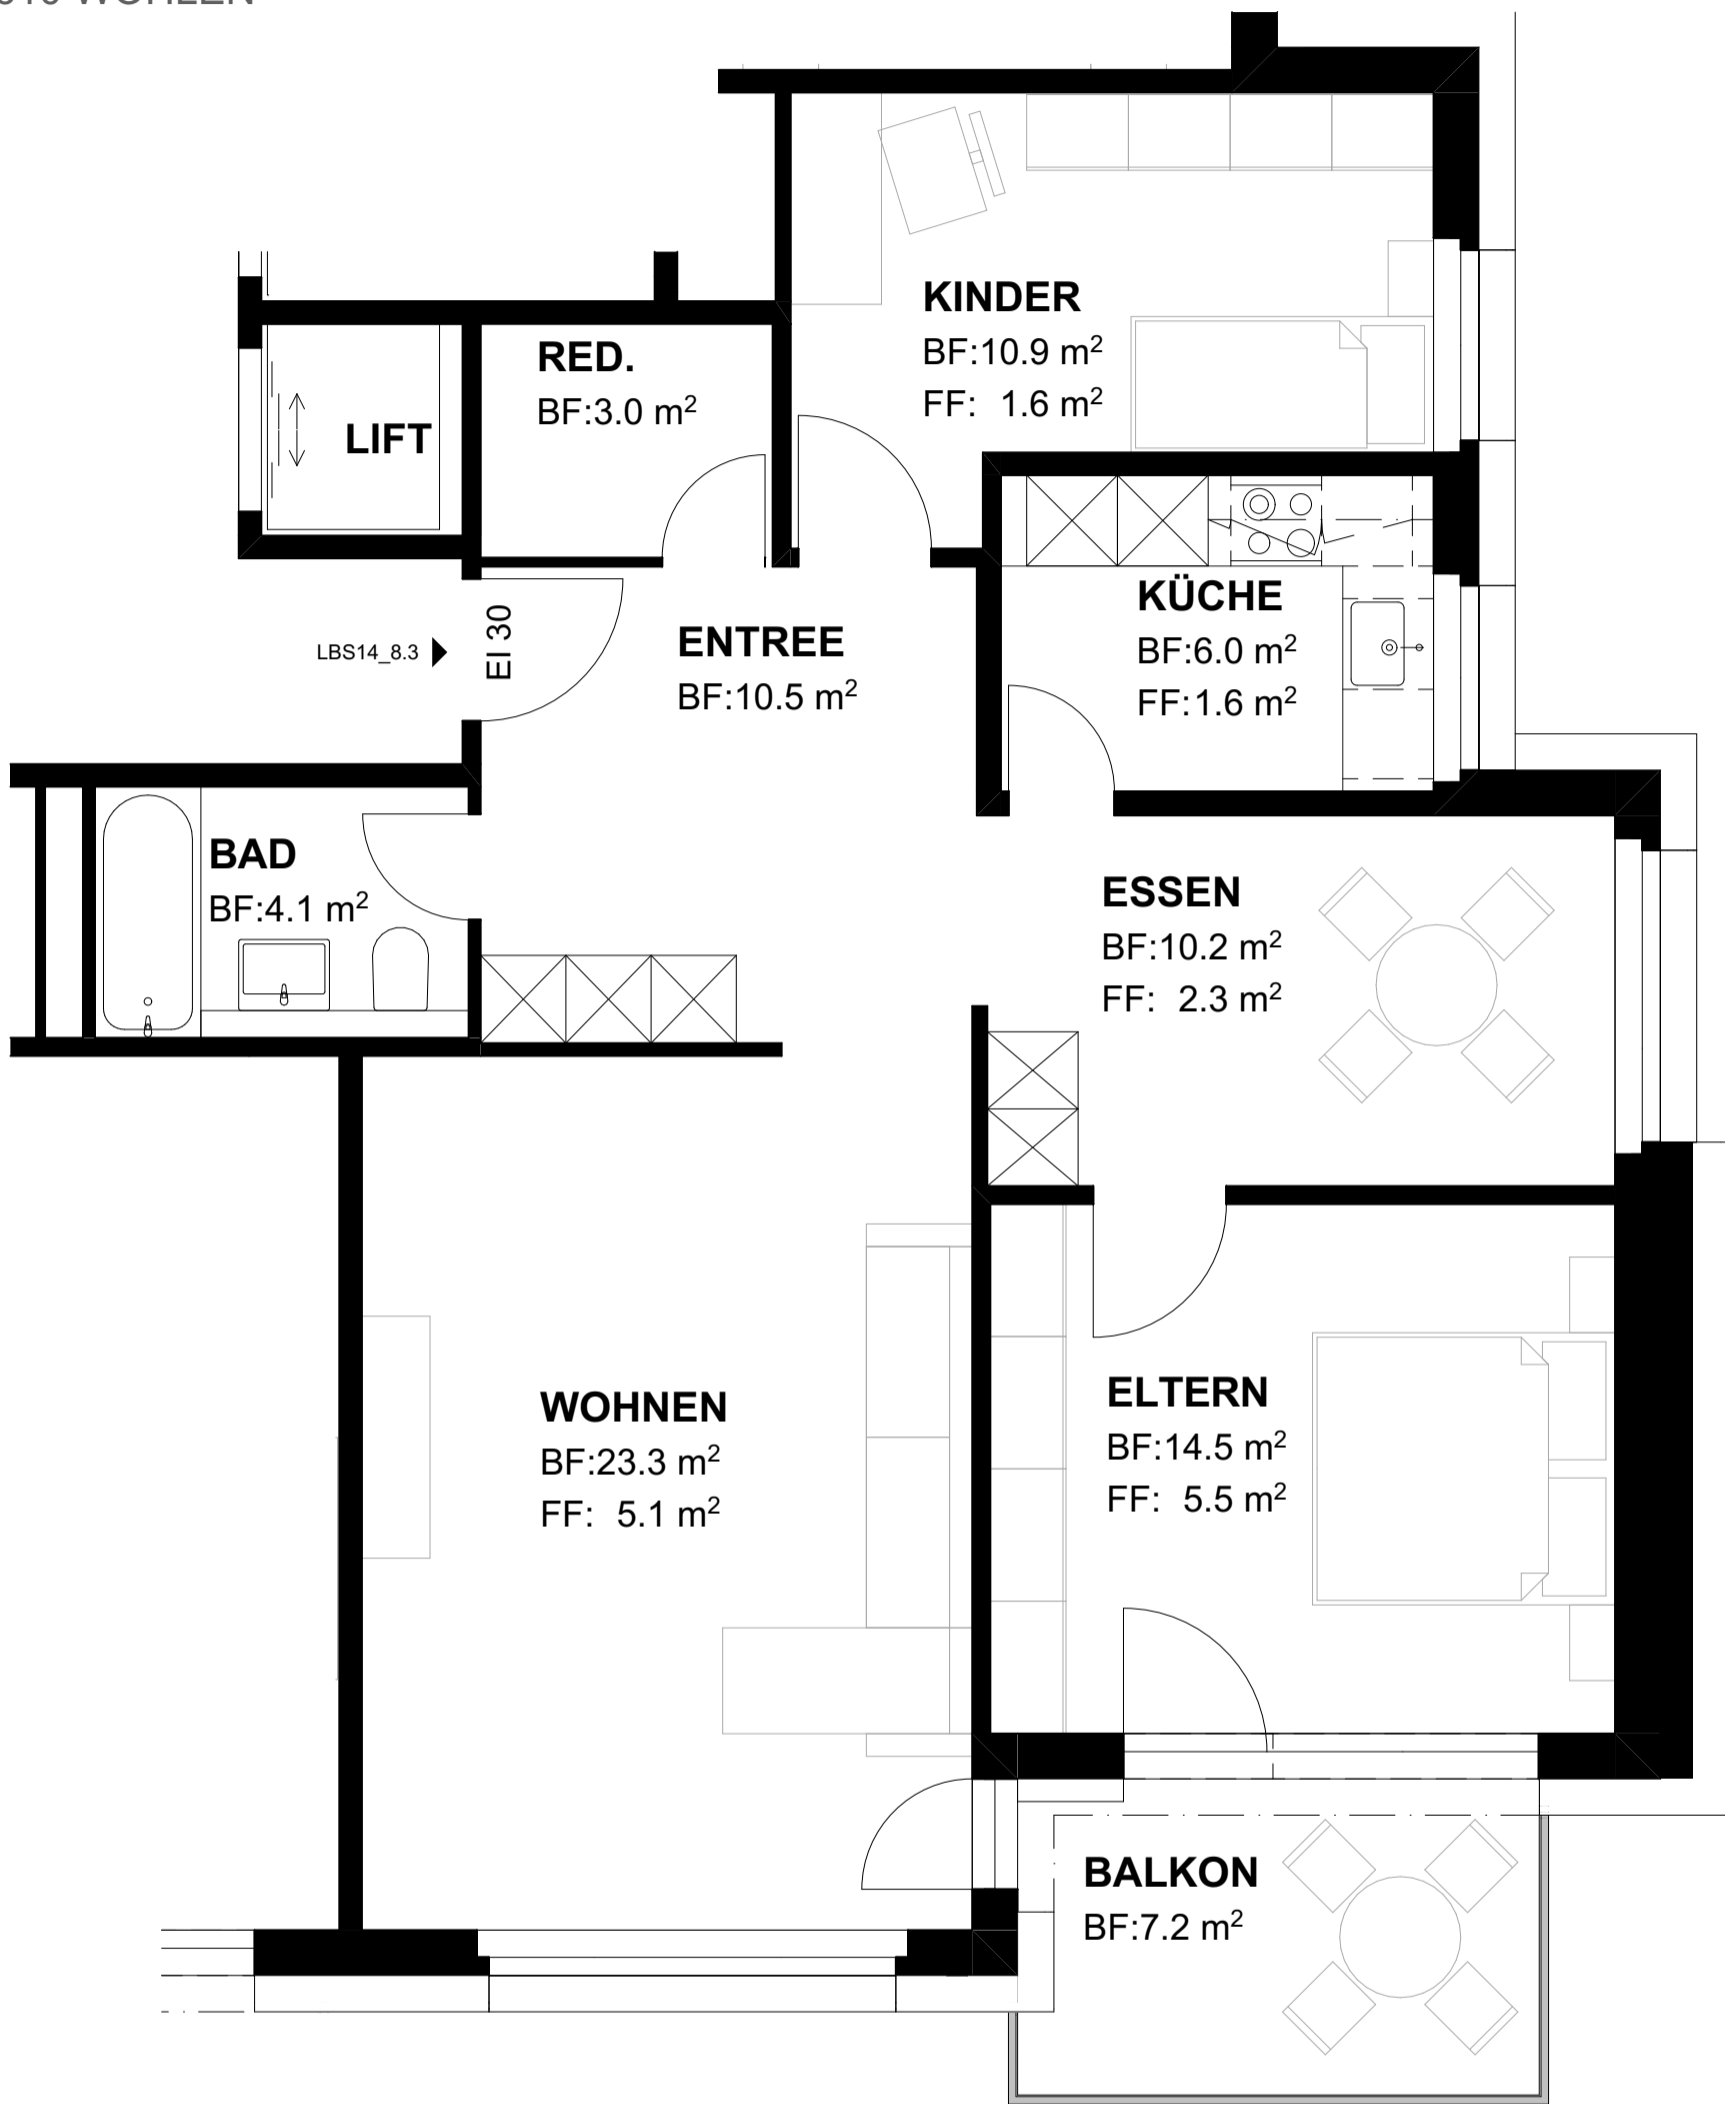 WOHLEN
KINDER
BF:10.9 m²
FF: 1.6 m²
RED.
BF:3.0 m²
LIFT
KÜCHE
BF:6.0 m²
FF:1.6 m²
EI 30
LBS14_8.3
ENTREE
BF:10.5 m²
BAD
BF:4.1 m²
ESSEN
BF:10.2 m²
FF: 2.3 m²
WOHNEN
BF:23.3 m²
FF: 5.1 m²
ELTERN
BF:14.5 m²
FF: 5.5 m²
BALKON
BF:7.2 m²